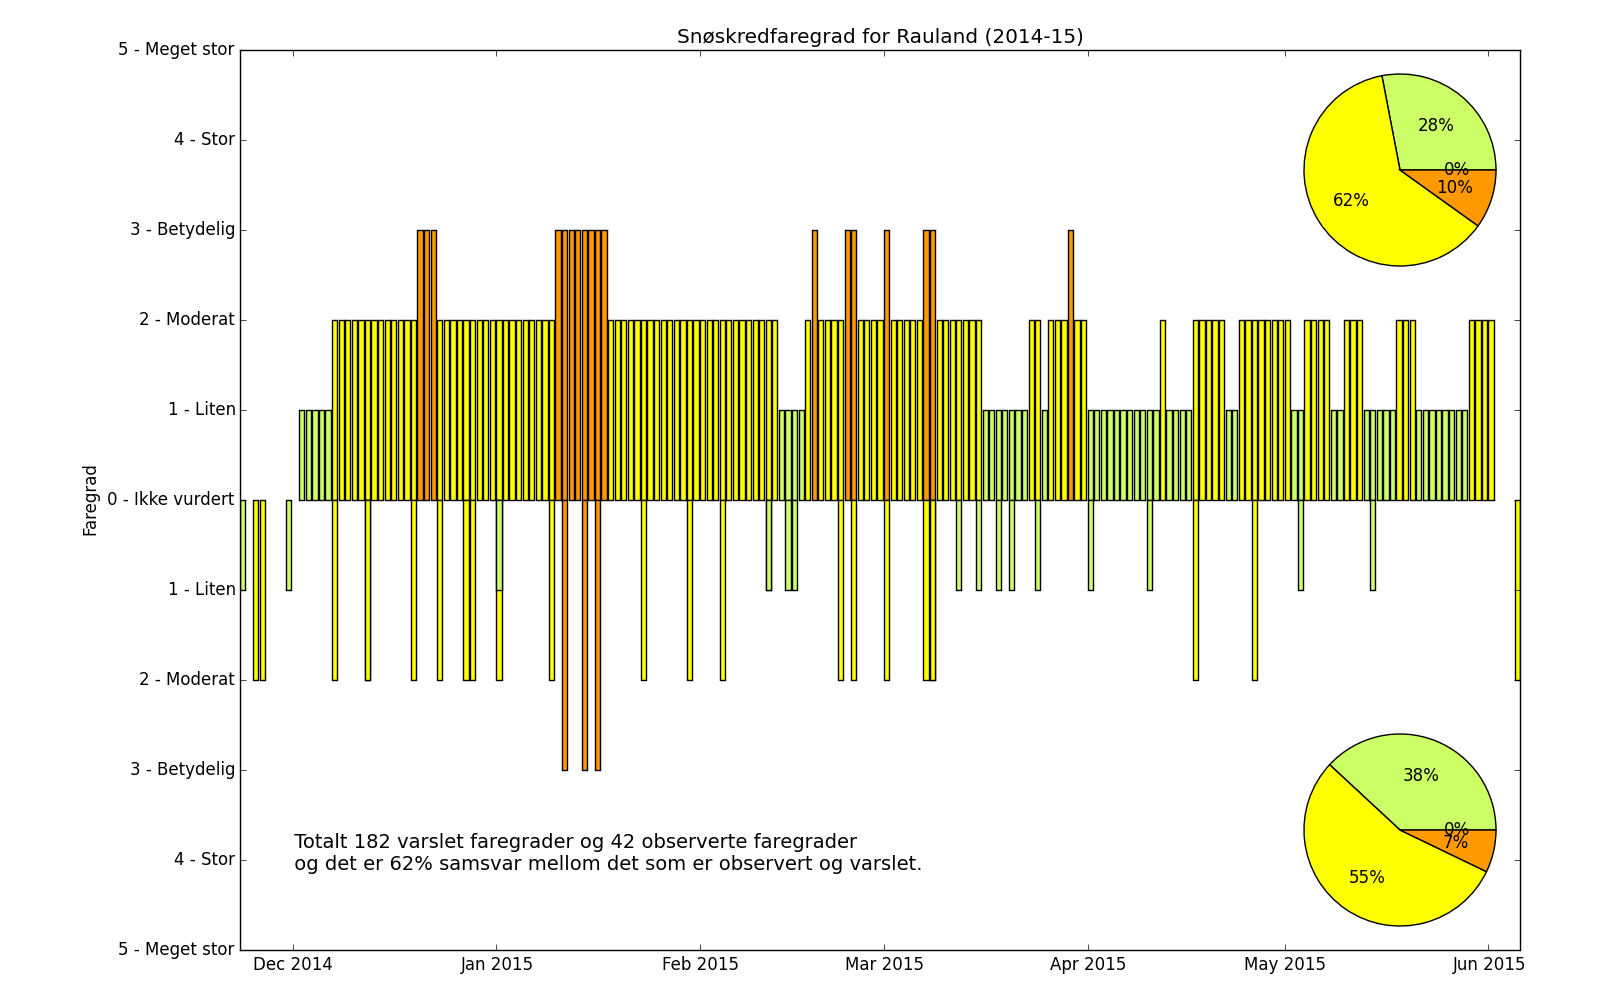 Snøskredfaregrad for Rauland (2014-15)
5 - Meget stor
4 - Stor
3 - Betydelig
2 - Moderat
1 - Liten
0 - Ikke vurdert
1 - Liten
2 - Moderat
3 - Betydelig
4 - Stor
5 - Meget stor
Faregrad
28%
0%
10%
62%
38%
0%
7%
55%
Totalt 182 varslet faregrader og 42 observerte faregrader
og det er 62% samsvar mellom det som er observert og varslet.
Dec 2014 Jan 2015 Feb 2015 Mar 2015 Apr 2015 May 2015 Jun 2015